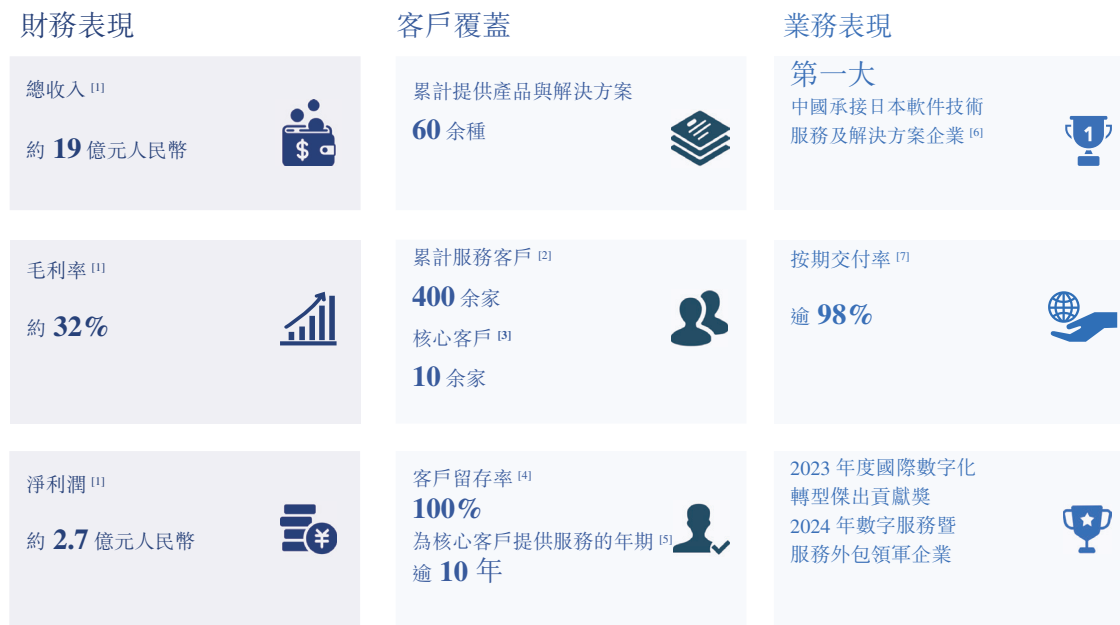 財務表現
總收入 [1]
約 19 億元人民幣
$
毛利率 [1]
約 32%
淨利潤 [1]
約 2.7 億元人民幣
¥
客戶覆蓋
累計提供產品與解決方案
60 余種
累計服務客戶 [2]
400 余家
核心客戶 [3]
10 余家
客戶留存率 [4]
100%
為核心客戶提供服務的年期 [5]
逾 10 年
業務表現
第一大
中國承接日本軟件技術
服務及解決方案企業 [6]
1
按期交付率 [7]
逾 98%
2023 年度國際數字化
轉型傑出貢獻獎
2024 年數字服務暨
服務外包領軍企業